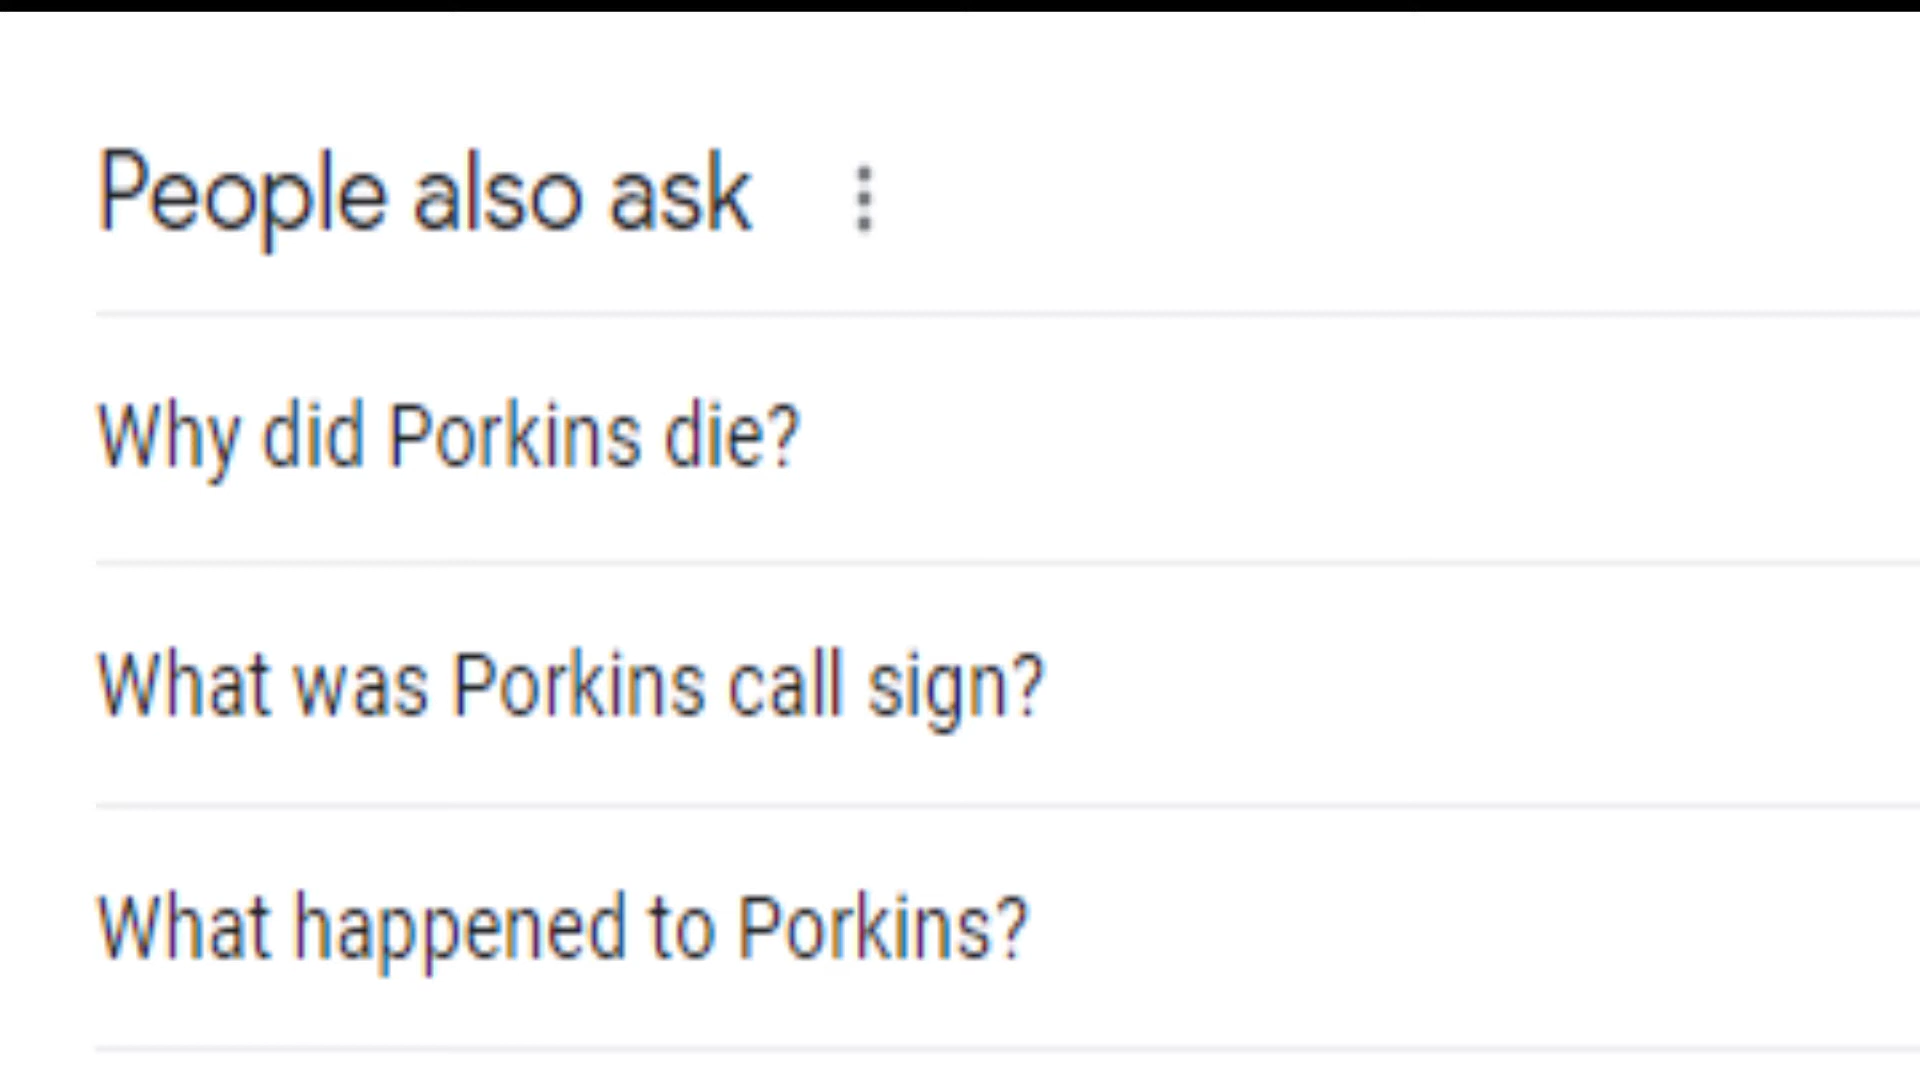 People also ask
Why did Porkins die?
What was Porkins call sign?
What happened to Porkins?